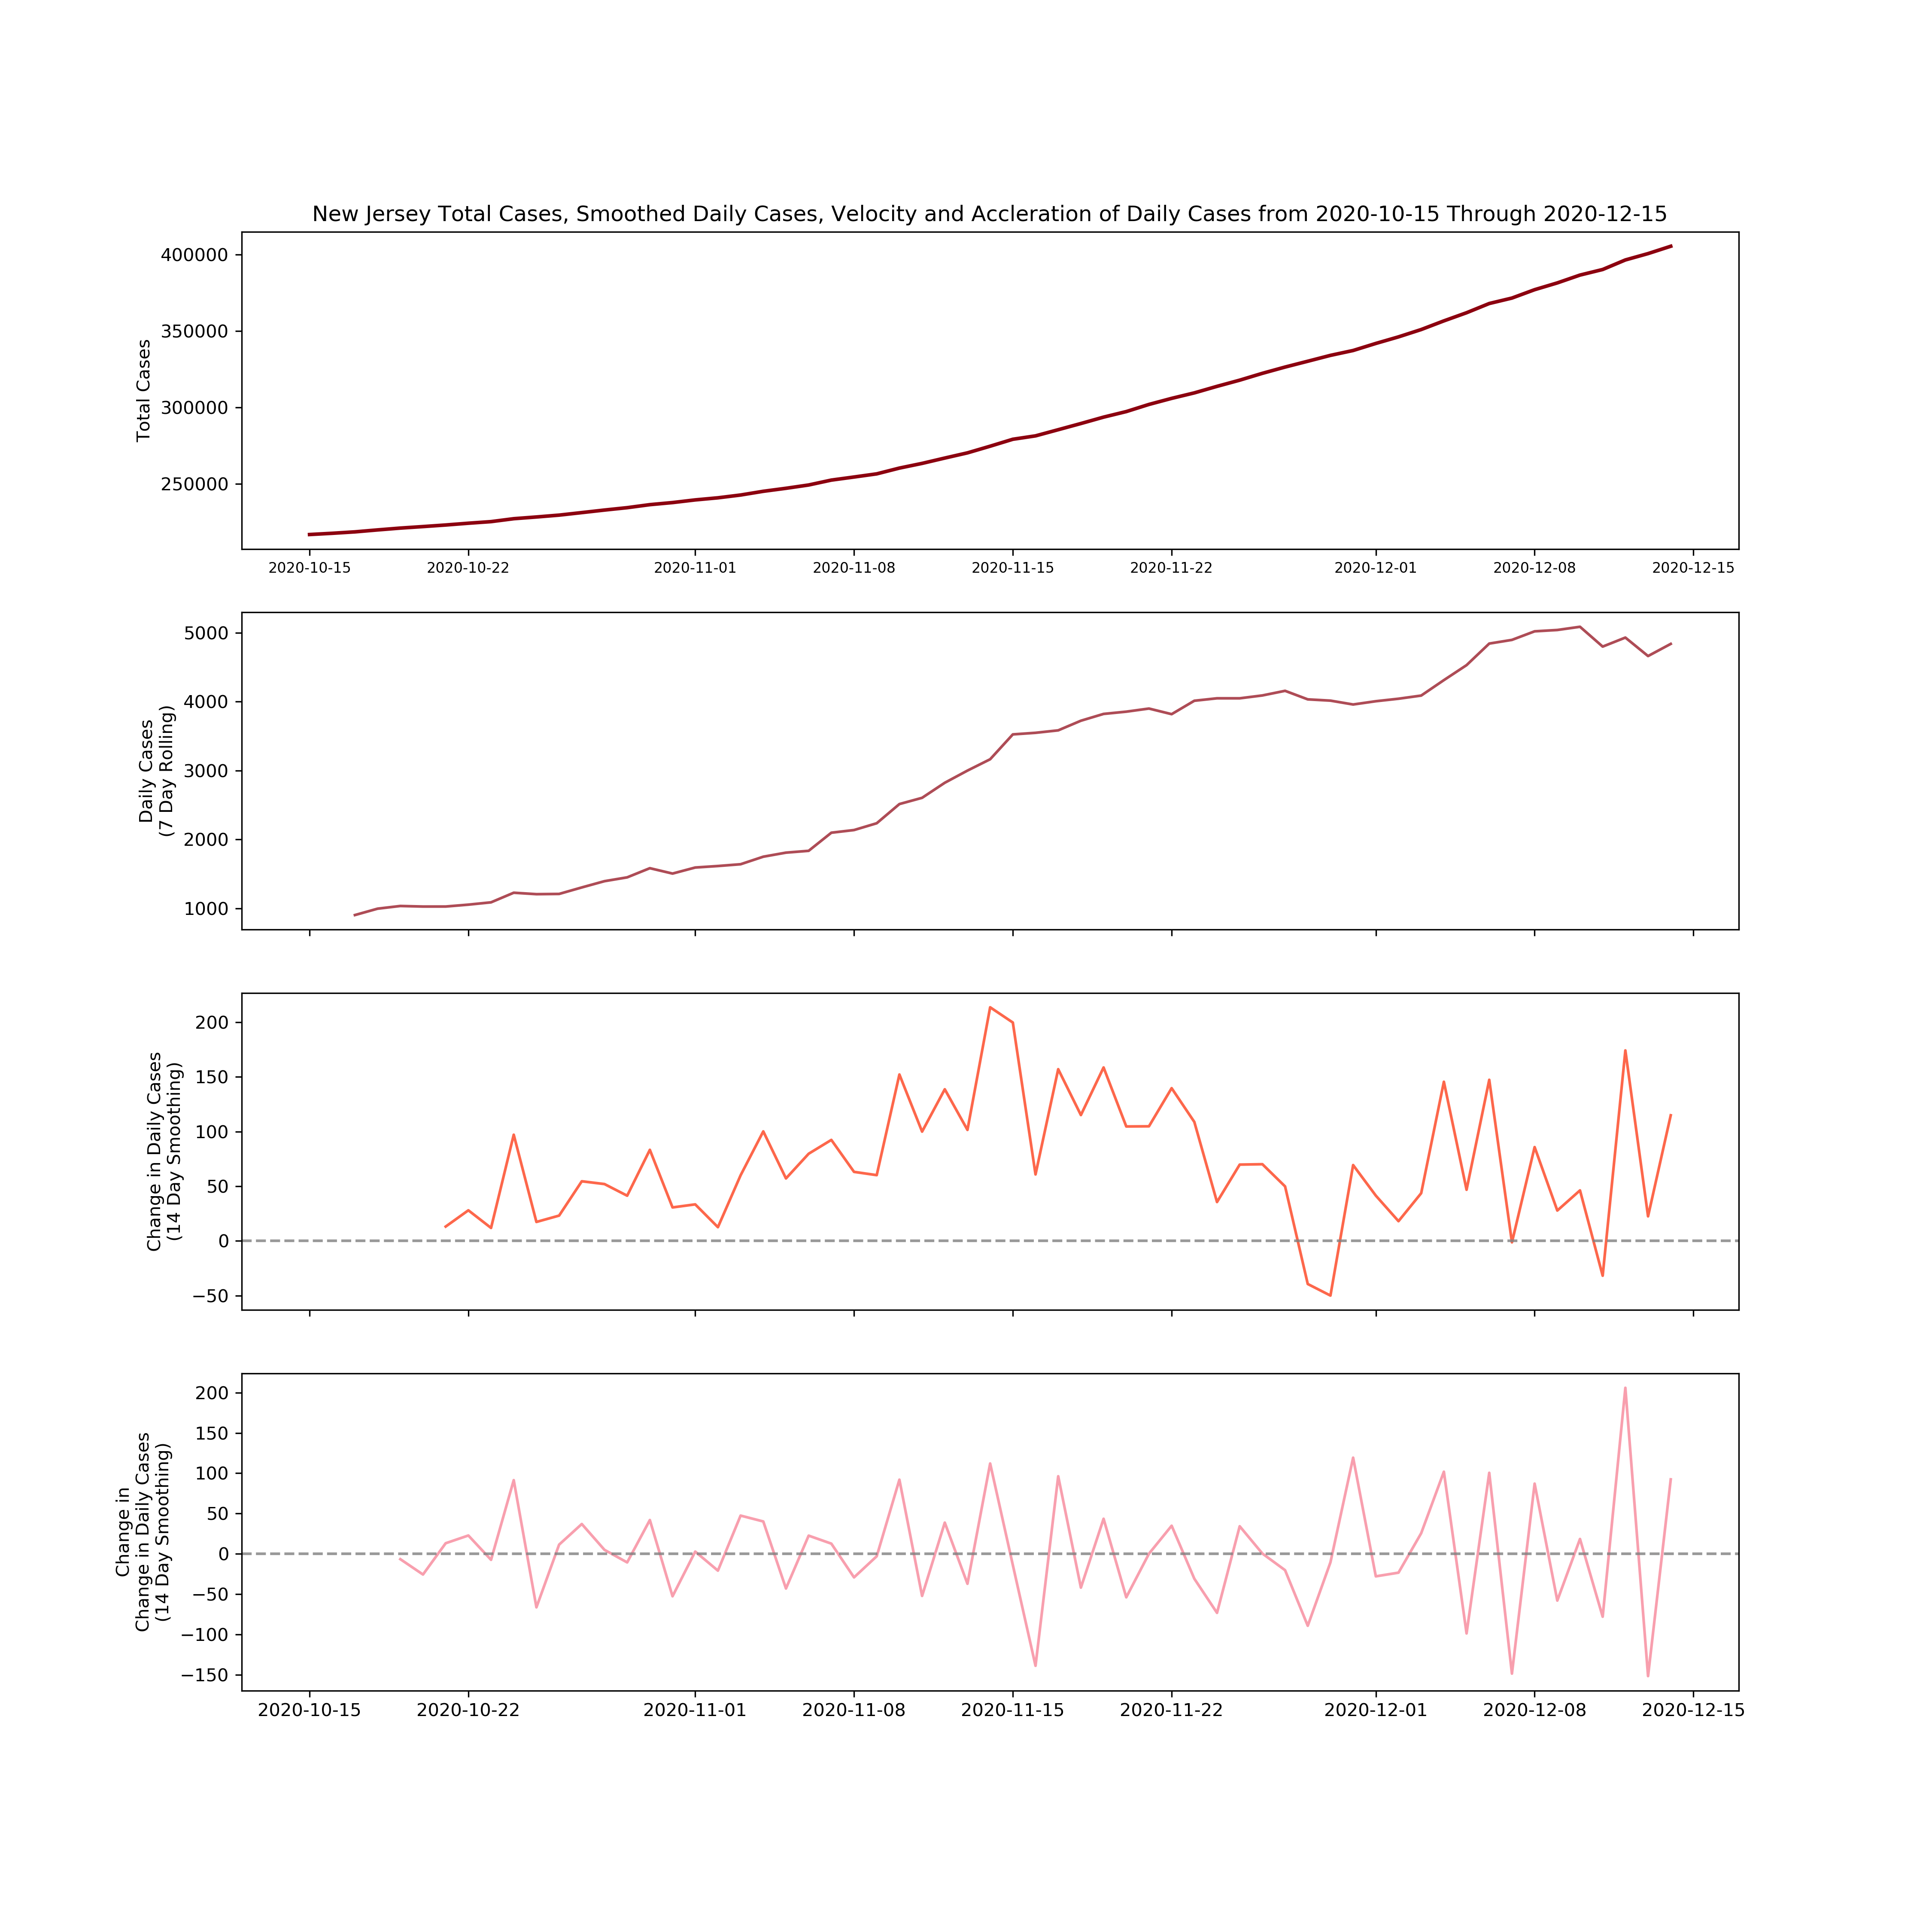 New Jersey Total Cases, Smoothed Daily Cases, Velocity and Accleration of Daily Cases from 2020-10-15 Through 2020-12-15
Total Cases
400000
350000
300000
250000
2020-10-15 2020-10-22 2020-11-01 2020-11-08 2020-11-15 2020-11-22 2020-12-01 2020-12-08 2020-12-15
Daily Cases
(7 Day Rolling)
5000
4000
3000
2000
1000
Change in Daily Cases
(14 Day Smoothing)
200
150
100
50
0
−50
Change in
Change in Daily Cases
(14 Day Smoothing)
200
150
100
50
0
−50
−100
−150
2020-10-15 2020-10-22 2020-11-01 2020-11-08 2020-11-15 2020-11-22 2020-12-01 2020-12-08 2020-12-15